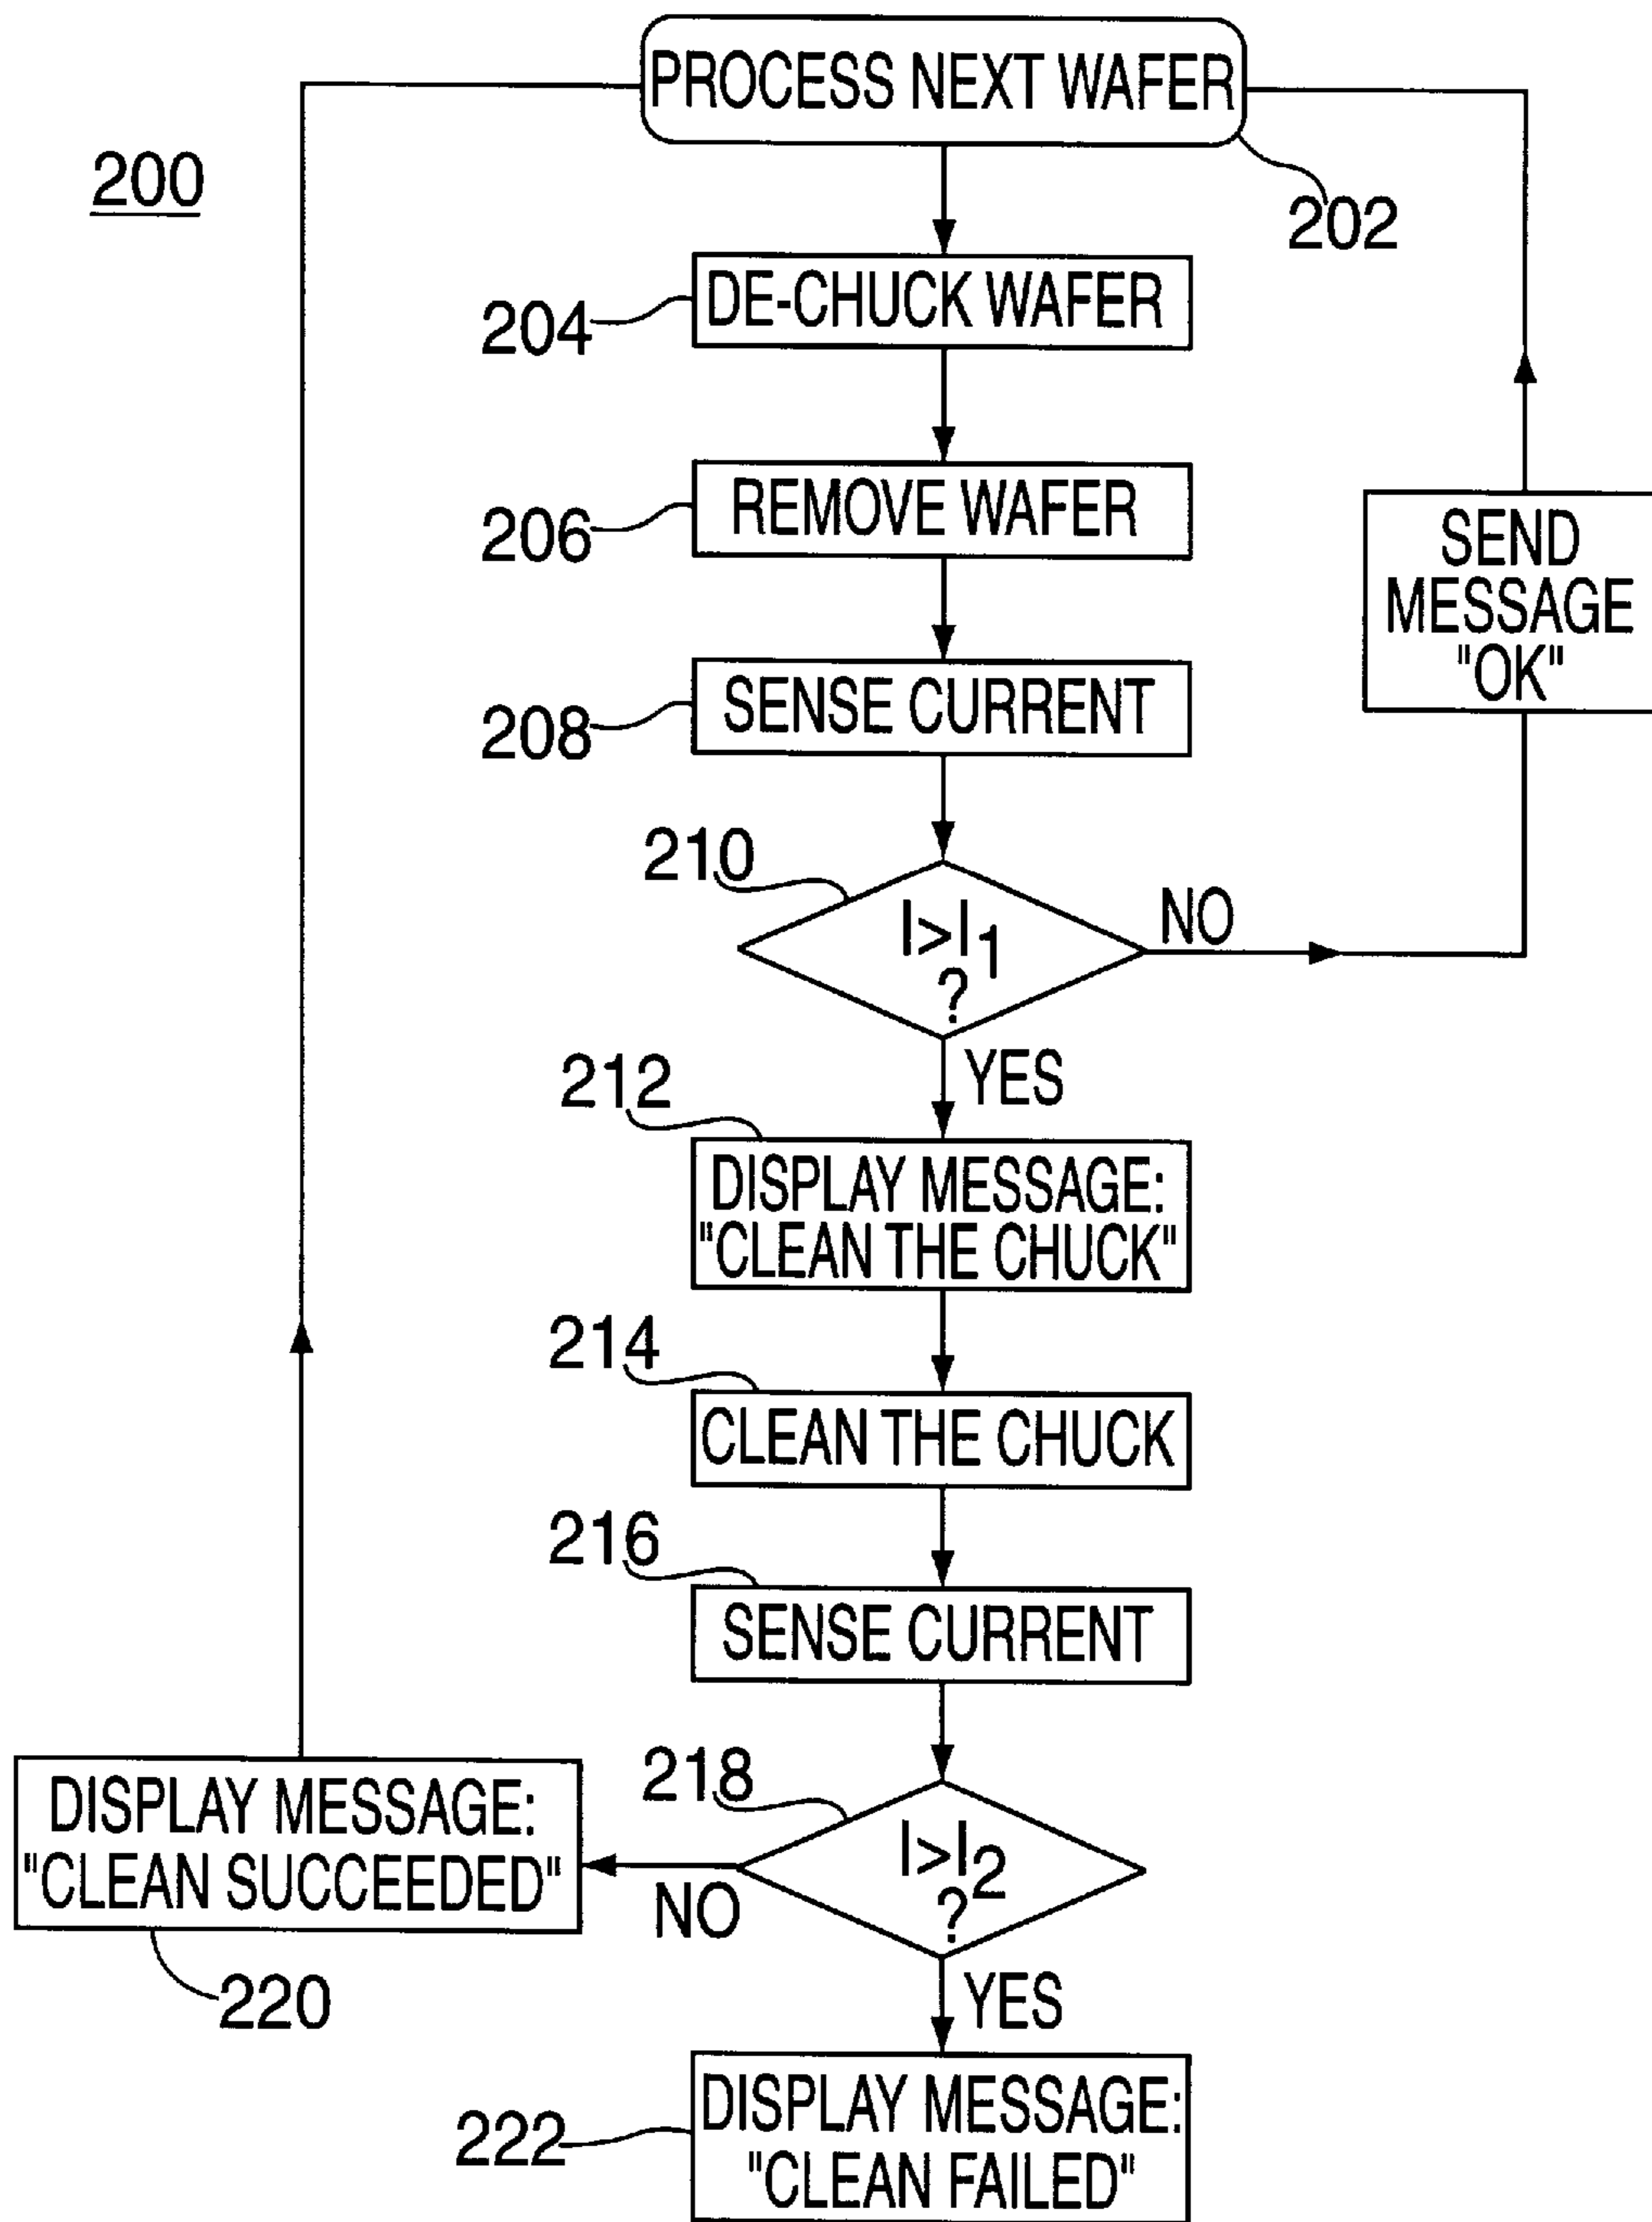 PROCESS NEXT WAFER
200
202
DE-CHUCK WAFER
204
REMOVE WAFER
206
SEND
MESSAGE
"OK"
SENSE CURRENT
208
210
I>I1
?
NO
YES
212
DISPLAY MESSAGE:
"CLEAN THE CHUCK"
214
CLEAN THE CHUCK
216
SENSE CURRENT
218
I>I2
?
NO
DISPLAY MESSAGE:
"CLEAN SUCCEEDED"
220
YES
DISPLAY MESSAGE:
"CLEAN FAILED"
222